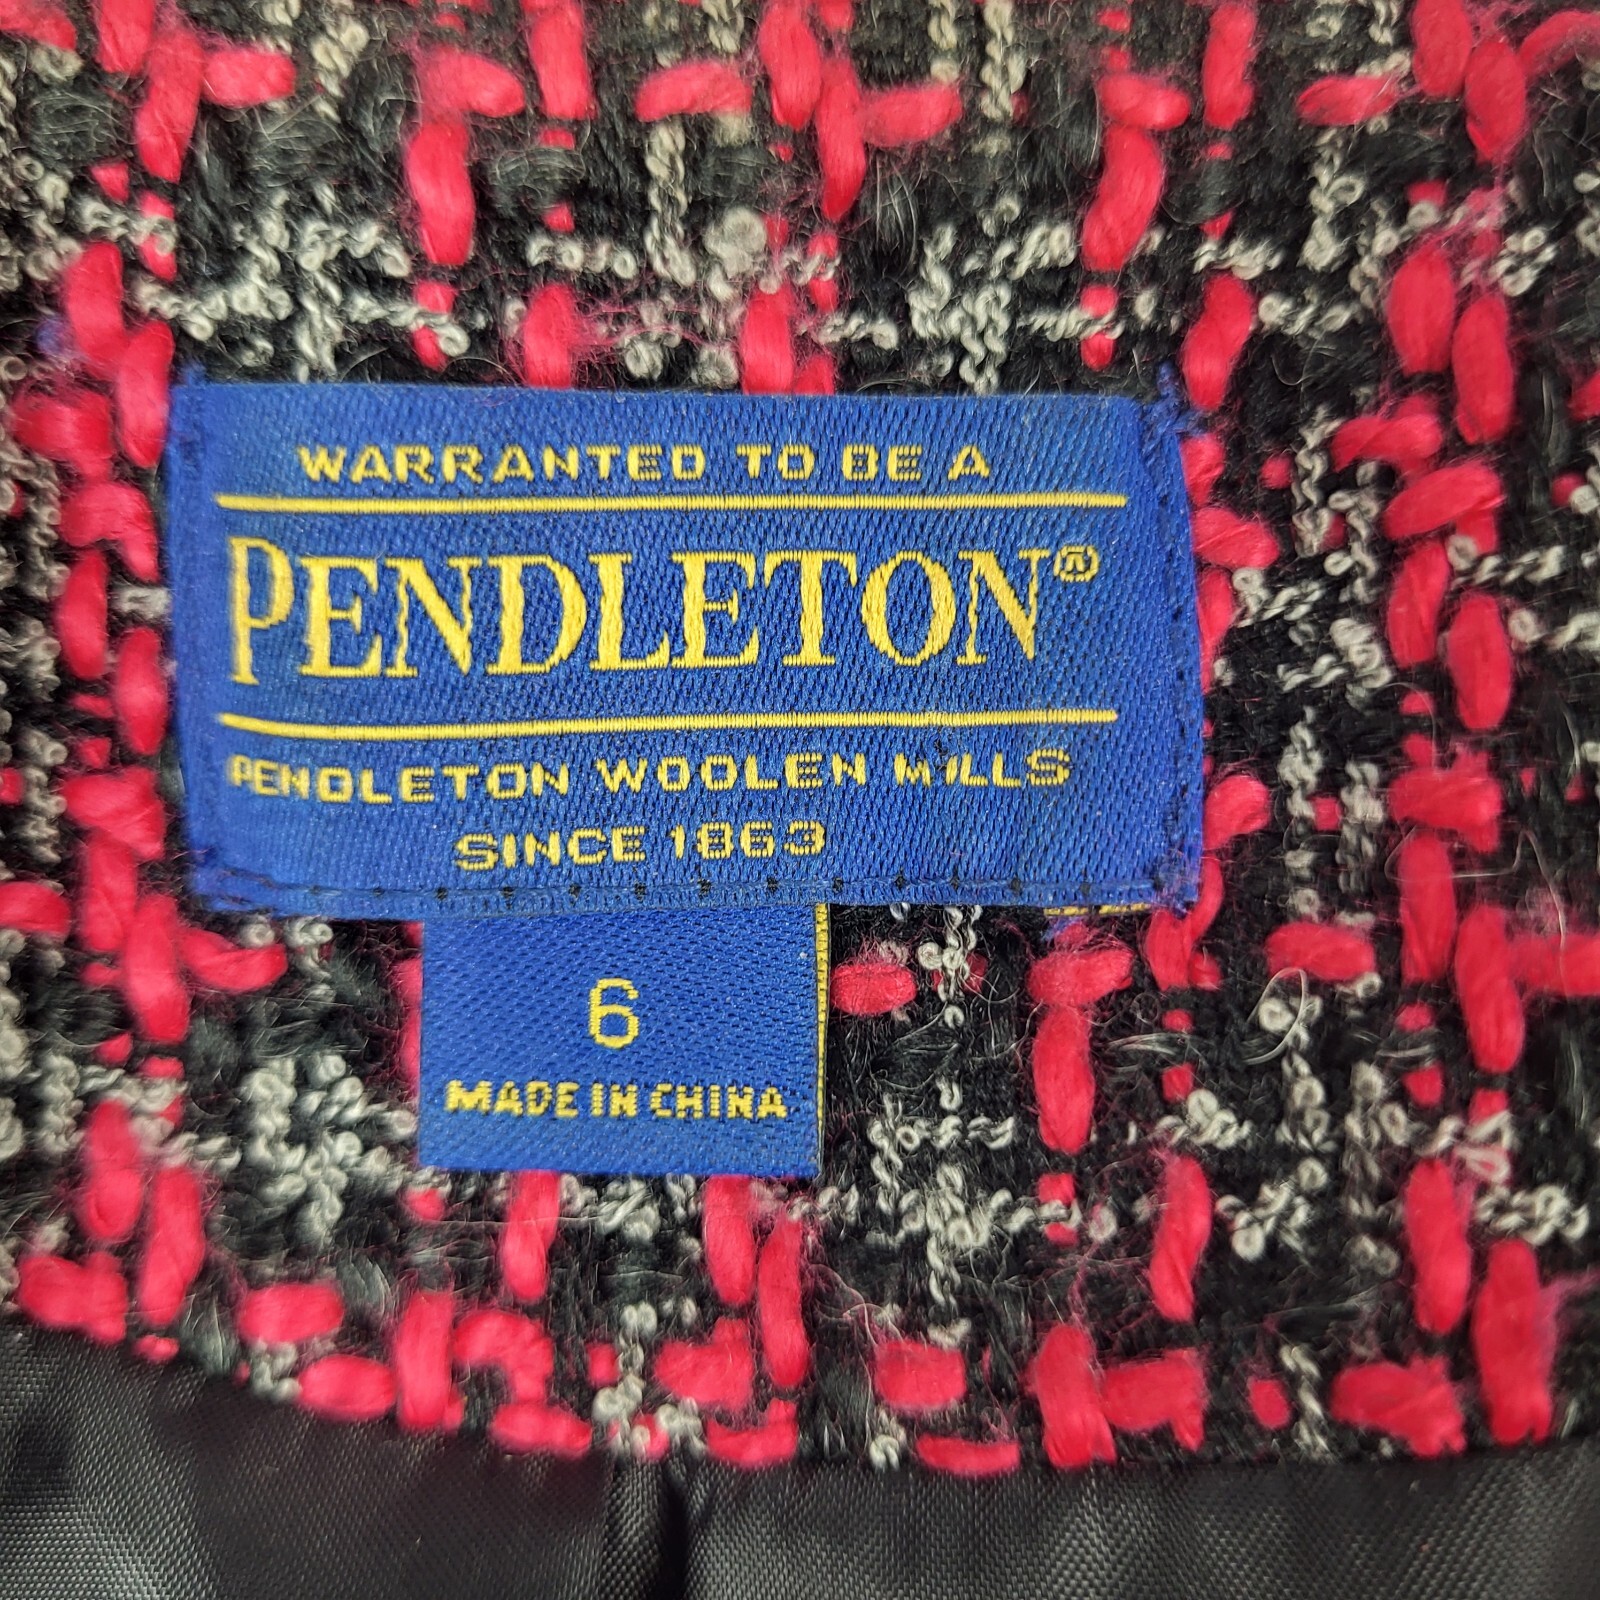 WARRANTED TO BE A
PENDLETON®
PENDLETON WOOLEN MILLS
SINCE 1863
6
MADE IN CHINA